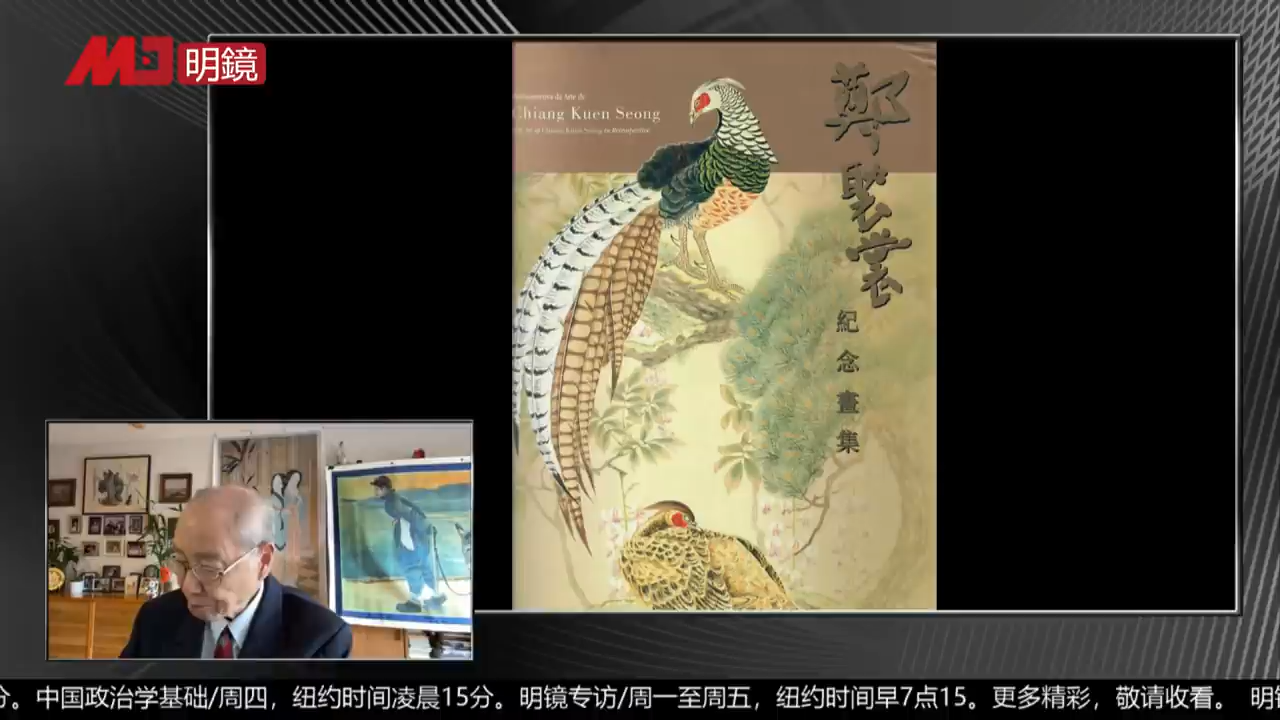 明鏡
Chiang Kuen Seong
鄭
紀念畫集
分。中国政治学基础/周四，纽约时间凌晨15分。明镜专访/周一至周五，纽约时间早7点15。更多精彩，敬请收看。 明镜